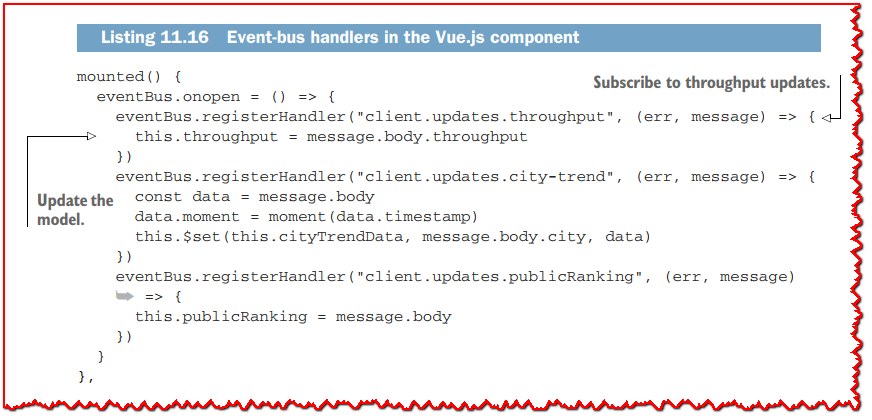 Listing 11.16 Event-bus handlers in the Vue.js component
mounted() {
Subscribe to throughput updates.
eventBus.onopen = () => {
eventBus.registerHandler("client.updates.throughput", (err, message) => {
this.throughput = message.body.throughput
})
eventBus.registerHandler("client.updates.city-trend", (err, message) => {
Update the
model.
const data = message.body
data.moment = moment(data.timestamp)
this.$set(this.cityTrendData, message.body.city, data)
})
eventBus.registerHandler("client.updates.publicRanking", (err, message)
=> {
this.publicRanking = message.body
})
}
},